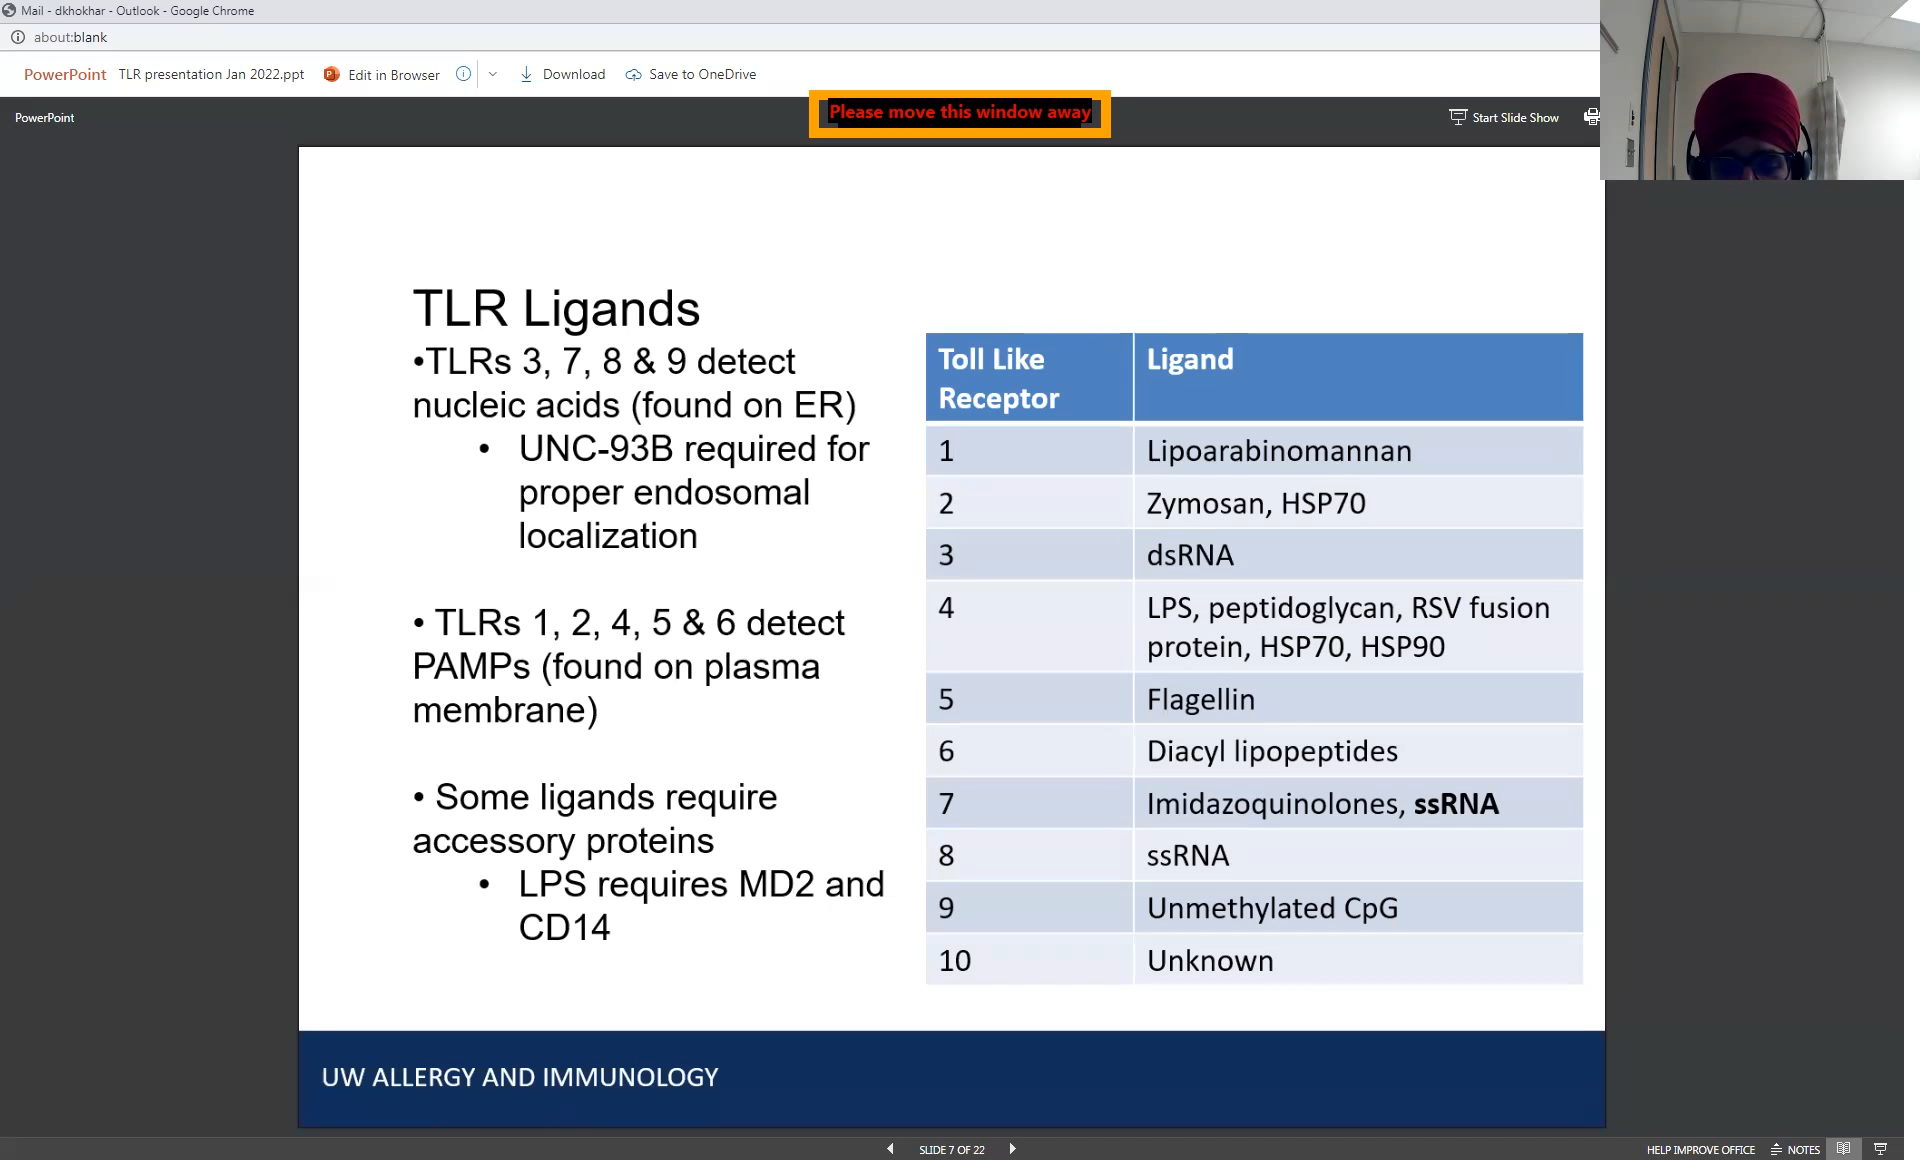 Mail - dkhokhar - Outlook - Google Chrome
about:blank
PowerPoint TLR presentation Jan 2022.ppt Edit in Browser Download Save to OneDrive
Please move this window away
PowerPoint Start Slide Show
TLR Ligands
•TLRs 3, 7, 8 & 9 detect
nucleic acids (found on ER)
• UNC-93B required for
proper endosomal
localization
• TLRs 1, 2, 4, 5 & 6 detect
PAMPs (found on plasma
membrane)
• Some ligands require
accessory proteins
• LPS requires MD2 and
CD14
Toll Like
Receptor
Ligand
1 Lipoarabinomannan
2 Zymosan, HSP70
3 dsRNA
4 LPS, peptidoglycan, RSV fusion
protein, HSP70, HSP90
5 Flagellin
6 Diacyl lipopeptides
7 Imidazoquinolones, ssRNA
8 ssRNA
9 Unmethylated CpG
10 Unknown
UW ALLERGY AND IMMUNOLOGY
SLIDE 7 OF 22 HELP IMPROVE OFFICE NOTES